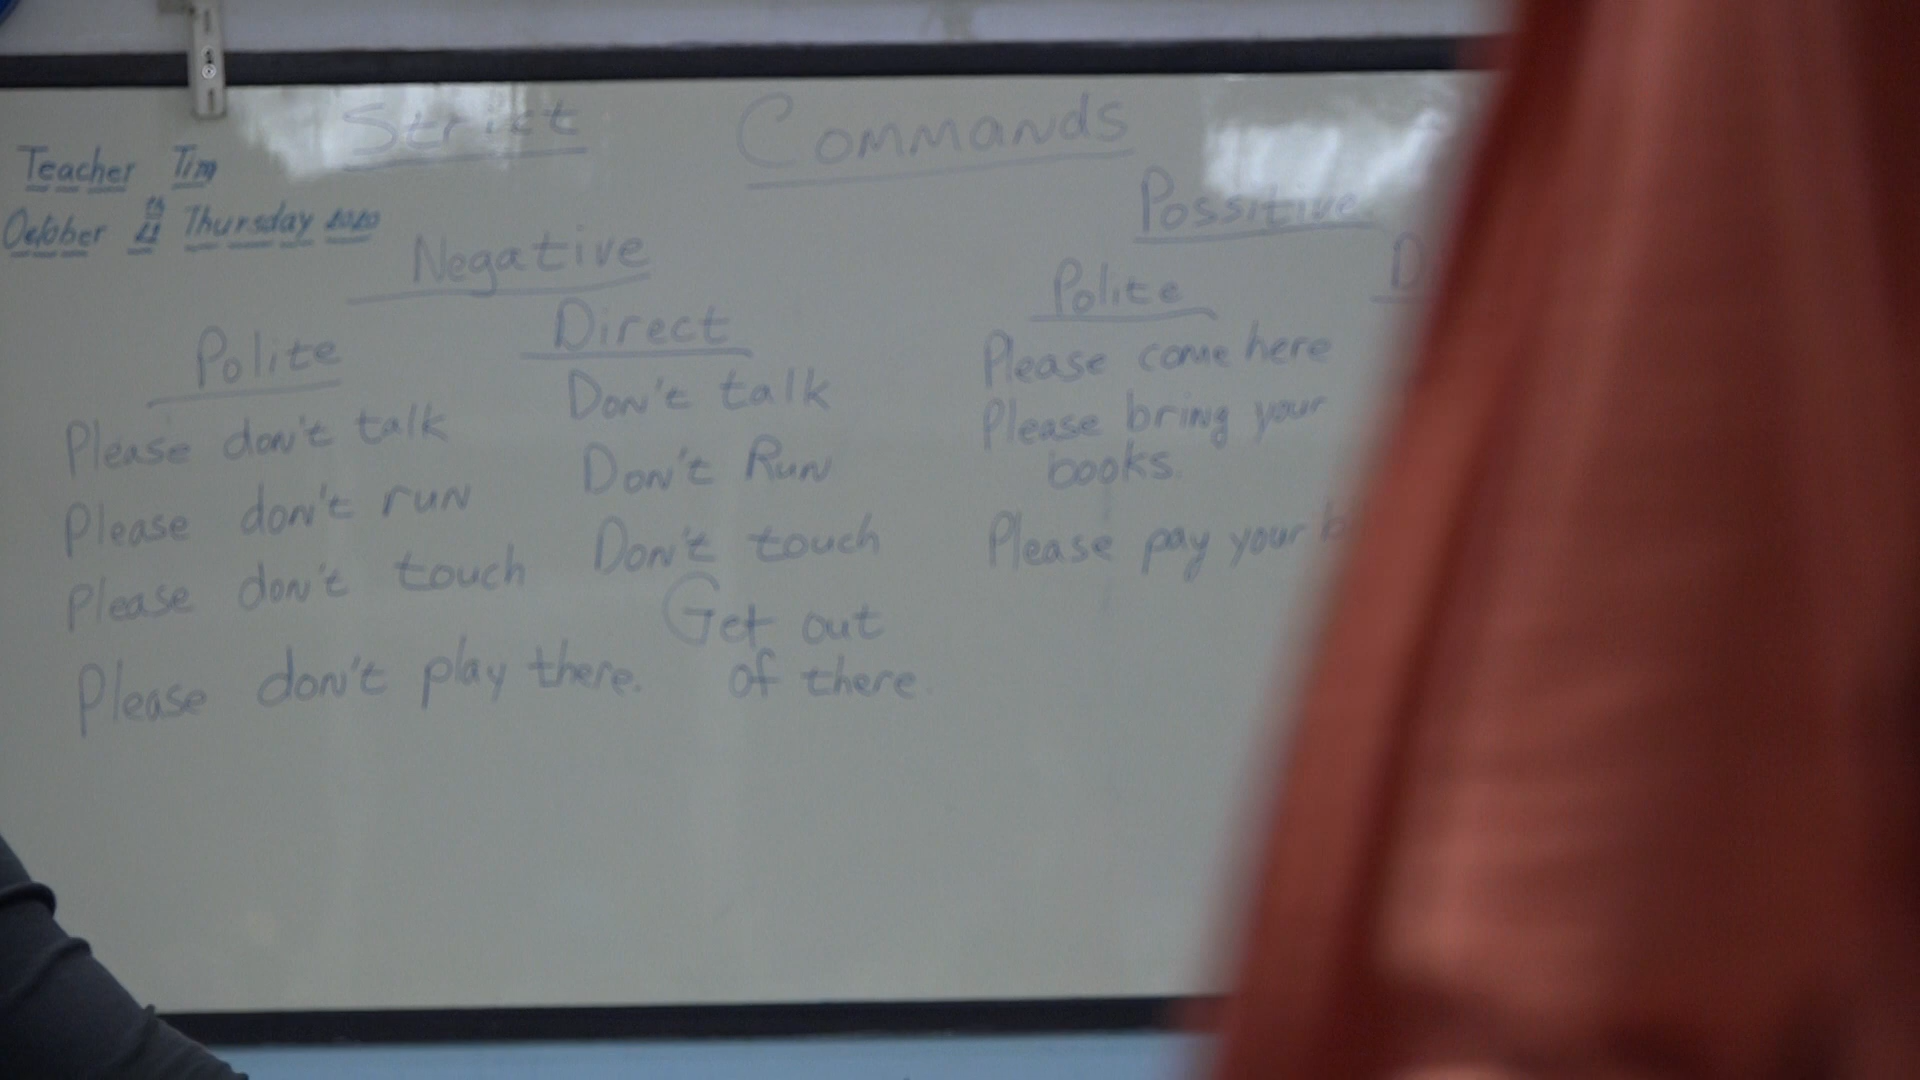 Strict Commands
Teacher Tim
October Thursday 2020
Negative
Polite
Please don't talk
Please don't run
Please don't touch
Please don't play there.
Direct
Don't talk
Don't Run
Don't touch
Get out
of there.
Possitive
Polite
Please come here
Please bring your
books.
Please pay your
D